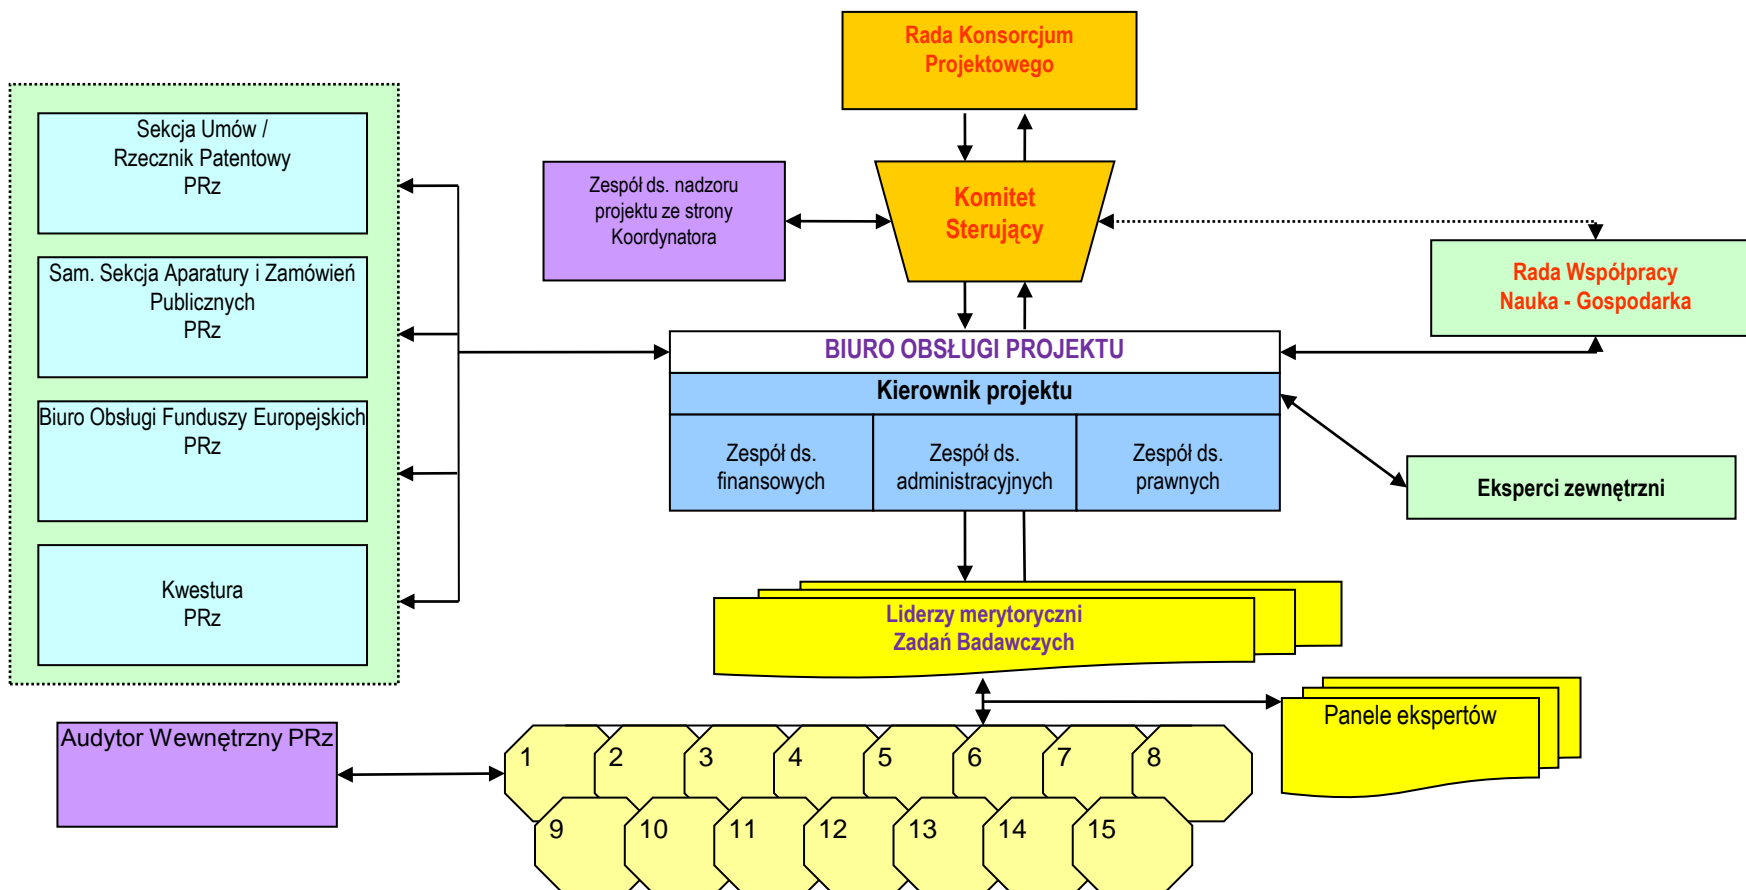 Rada Konsorcjum
Projektowego
Sekcja Umów /
Rzecznik Patentowy
PRz
Zespół ds. nadzoru
projektu ze strony
Koordynatora
Komitet
Sterujący
Sam. Sekcja Aparatury i Zamówień
Publicznych
PRz
Rada Współpracy
Nauka - Gospodarka
BIURO OBSŁUGI PROJEKTU
Kierownik projektu
Biuro Obsługi Funduszy Europejskich
PRz
Zespół ds.
finansowych
Zespół ds.
administracyjnych
Zespół ds.
prawnych
Eksperci zewnętrzni
Kwestura
PRz
Liderzy merytoryczni
Zadań Badawczych
Panele ekspertów
Audytor Wewnętrzny PRz
1 2 3 4 5 6 7 8
9 10 11 12 13 14 15